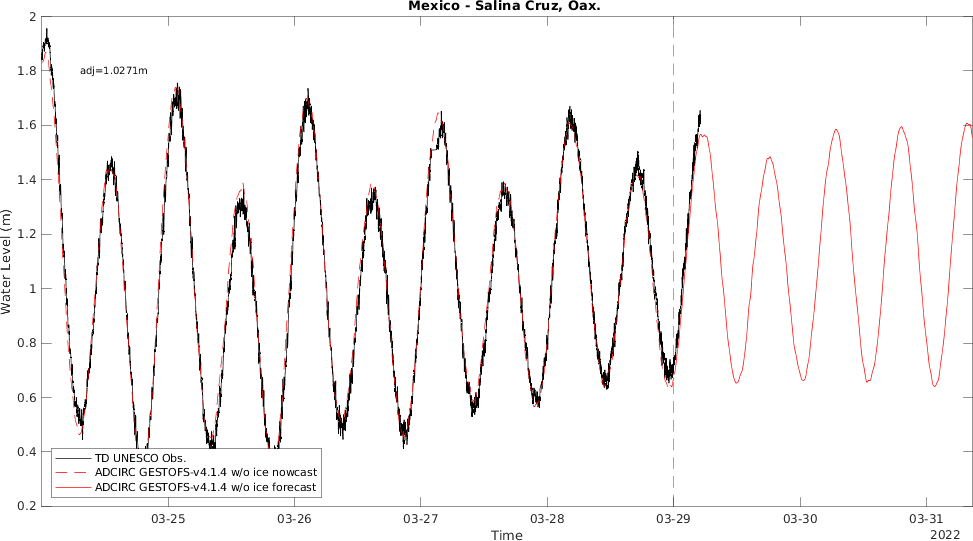 Mexico - Salina Cruz, Oax.
2
1.8
1.6
1.4
1.2
1
0.8
0.6
0.4
0.2
Water Level (m)
adj=1.0271m
TD UNESCO Obs.
ADCIRC GESTOFS-v4.1.4 w/o ice nowcast
ADCIRC GESTOFS-v4.1.4 w/o ice forecast
03-25 03-26 03-27 03-28 03-29 03-30 03-31
Time
2022